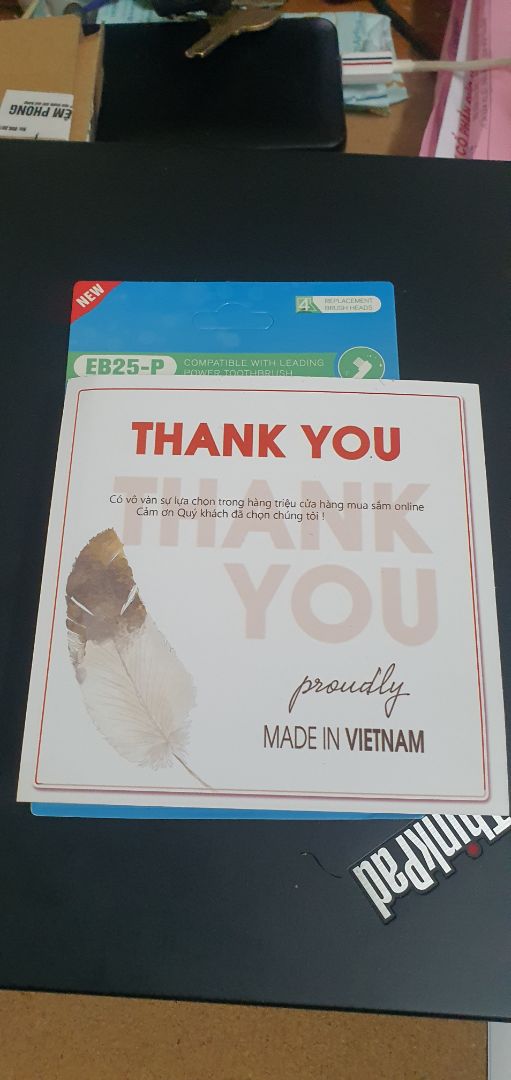 ÊM PHONG
NEW
4
REPLACEMENT
BRUSH HEADS
EB25-P
COMPATIBLE WITH LEADING
POWER TOOTHBRUSH
THANK YOU
THANK
YOU
Có vô vàn sự lựa chọn trong hàng triệu cửa hàng mua sắm online
Cảm ơn Quý khách đã chọn chúng tôi !
proudly
MADE IN VIETNAM
ThinkPad